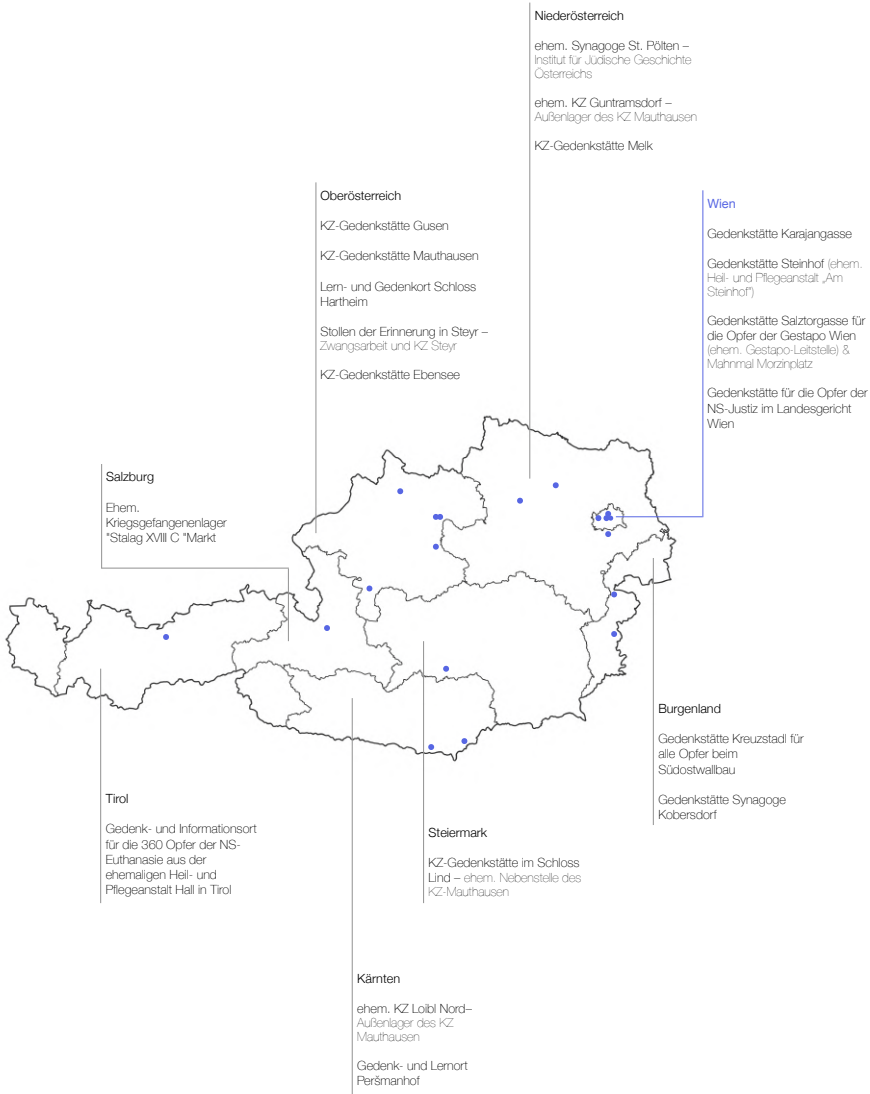 Niederösterreich
ehem. Synagoge St. Pölten –
Institut für Jüdische Geschichte
Österreichs
ehem. KZ Guntramsdorf –
Außenlager des KZ Mauthausen
KZ-Gedenkstätte Melk
Oberösterreich
KZ-Gedenkstätte Gusen
KZ-Gedenkstätte Mauthausen
Lern- und Gedenkort Schloss
Hartheim
Stollen der Erinnerung in Steyr –
Zwangsarbeit und KZ Steyr
KZ-Gedenkstätte Ebensee
Wien
Gedenkstätte Karajangasse
Gedenkstätte Steinhof (ehem.
Heil- und Pflegeanstalt „Am
Steinhof")
Gedenkstätte Salztorgasse für
die Opfer der Gestapo Wien
(ehem. Gestapo-Leitstelle) &
Mahnmal Morzinplatz
Gedenkstätte für die Opfer der
NS-Justiz im Landesgericht
Wien
Salzburg
Ehem.
Kriegsgefangenenlager
"Stalag XVIII C "Markt
Burgenland
Gedenkstätte Kreuzstadl für
alle Opfer beim
Südostwallbau
Gedenkstätte Synagoge
Kobersdorf
Tirol
Gedenk- und Informationsort
für die 360 Opfer der NS-
Euthanasie aus der
ehemaligen Heil- und
Pflegeanstalt Hall in Tirol
Steiermark
KZ-Gedenkstätte im Schloss
Lind – ehem. Nebenstelle des
KZ-Mauthausen
Kärnten
ehem. KZ Loibl Nord–
Außenlager des KZ
Mauthausen
Gedenk- und Lernort
Peršmanhof